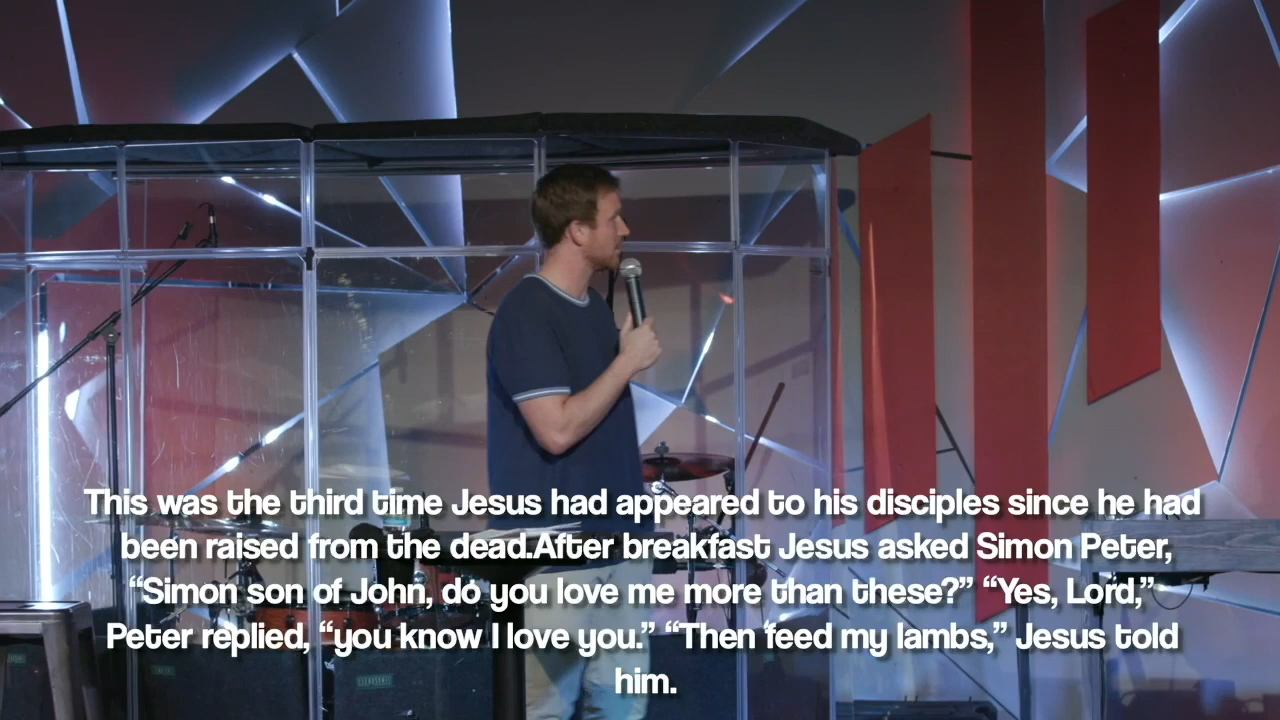 This was the third time Jesus had appeared to his disciples since he had
been raised from the dead.After breakfast Jesus asked Simon Peter,
“Simon son of John, do you love me more than these?” “Yes, Lord,”
Peter replied, “you know I love you.” “Then feed my lambs,” Jesus told
him.